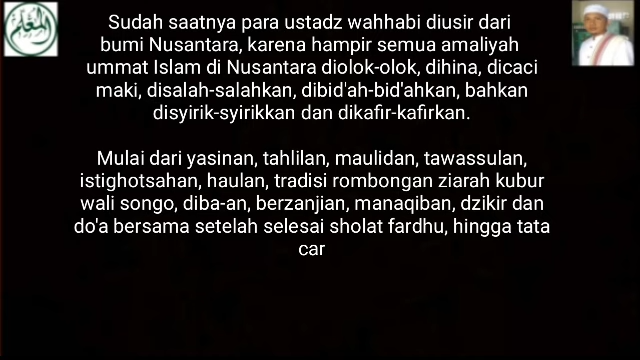 Sudah saatnya para ustadz wahhabi diusir dari
bumi Nusantara, karena hampir semua amaliyah
ummat Islam di Nusantara diolok-olok, dihina, dicaci
maki, disalah-salahkan, dibid'ah-bid'ahkan, bahkan
disyirik-syirikkan dan dikafir-kafirkan.
Mulai dari yasinan, tahlilan, maulidan, tawassulan,
istighotsahan, haulan, tradisi rombongan ziarah kubur
wali songo, diba-an, berzanjian, manaqiban, dzikir dan
do'a bersama setelah selesai sholat fardhu, hingga tata
car